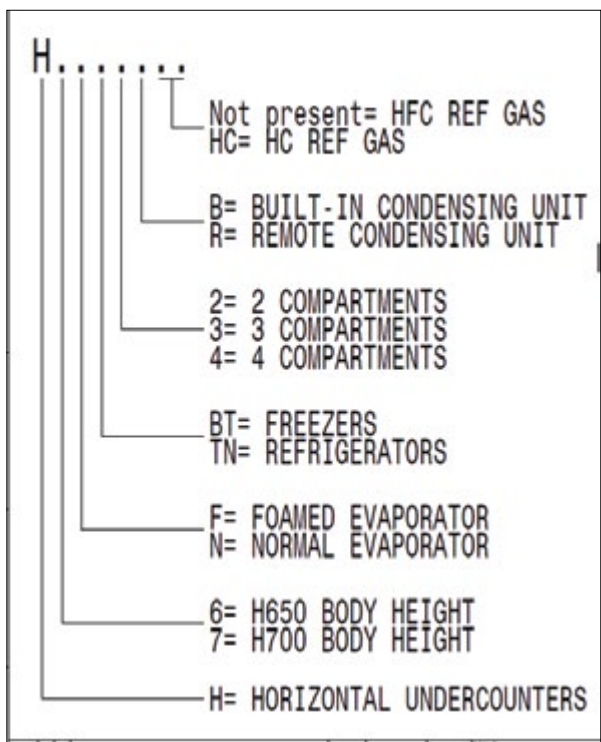 H.......
Not present= HFC REF GAS
HC= HC REF GAS
B= BUILT-IN CONDENSING UNIT
R= REMOTE CONDENSING UNIT
2= 2 COMPARTMENTS
3= 3 COMPARTMENTS
4= 4 COMPARTMENTS
BT= FREEZERS
TN= REFRIGERATORS
F= FOAMED EVAPORATOR
N= NORMAL EVAPORATOR
6= H650 BODY HEIGHT
7= H700 BODY HEIGHT
H= HORIZONTAL UNDERCOUNTERS